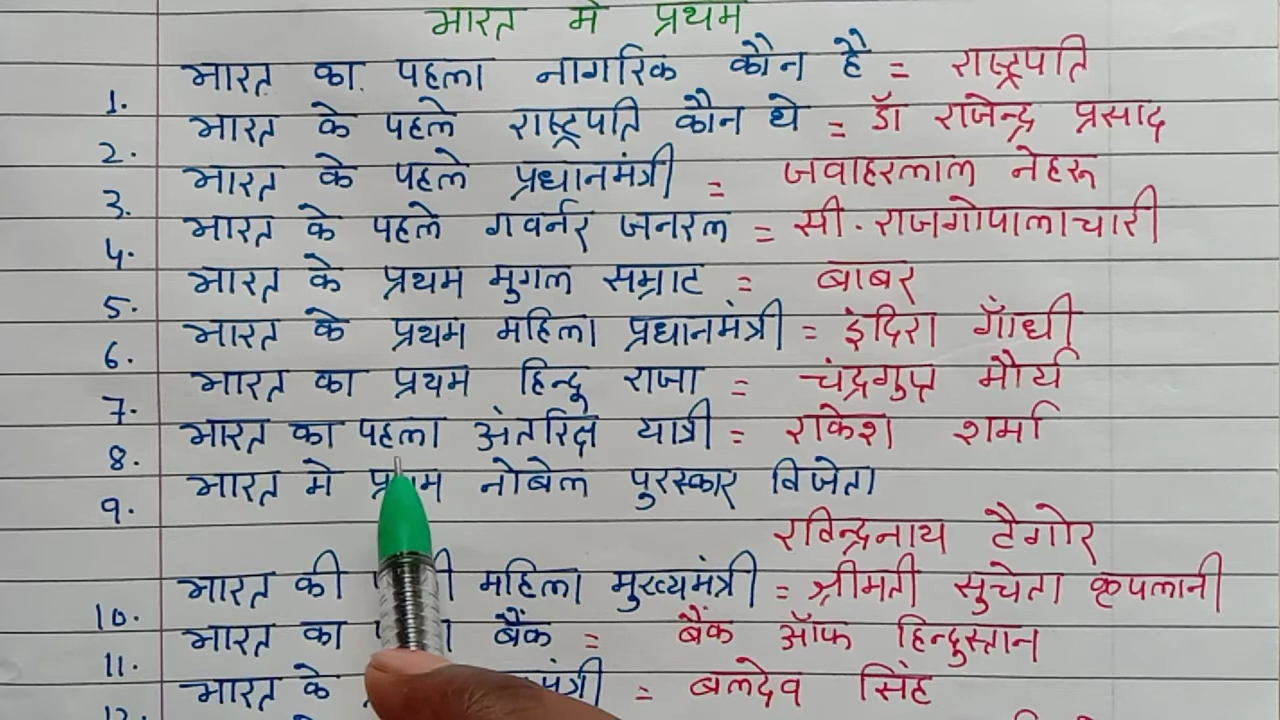 भारत मे प्रथम
1. भारत का पहला नागरिक कौन है = राष्ट्रपति
2. भारत के पहले राष्ट्रपति कौन थे = डॉ राजेन्द्र प्रसाद
3. भारत के पहले प्रधानमंत्री = जवाहरलाल नेहरू
4. भारत के पहले गवर्नर जनरल = सी. राजगोपालाचारी
5. भारत के प्रथम मुगल सम्राट = बाबर
6. भारत के प्रथम महिला प्रधानमंत्री = इंदिरा गाँधी
7. भारत का प्रथम हिन्दू राजा = चंद्रगुप्त मौर्य
8. भारत का पहला अंतरिक्ष यात्री = राकेश शर्मा
9. भारत मे प्रथम नोबेल पुरस्कार विजेता
रविन्द्रनाथ टैगोर
10. भारत की महिला मुख्यमंत्री = श्रीमती सुचेता कृपलानी
11. भारत का बैंक = बैंक ऑफ हिन्दुस्तान
12. भारत के = बलदेव सिंह